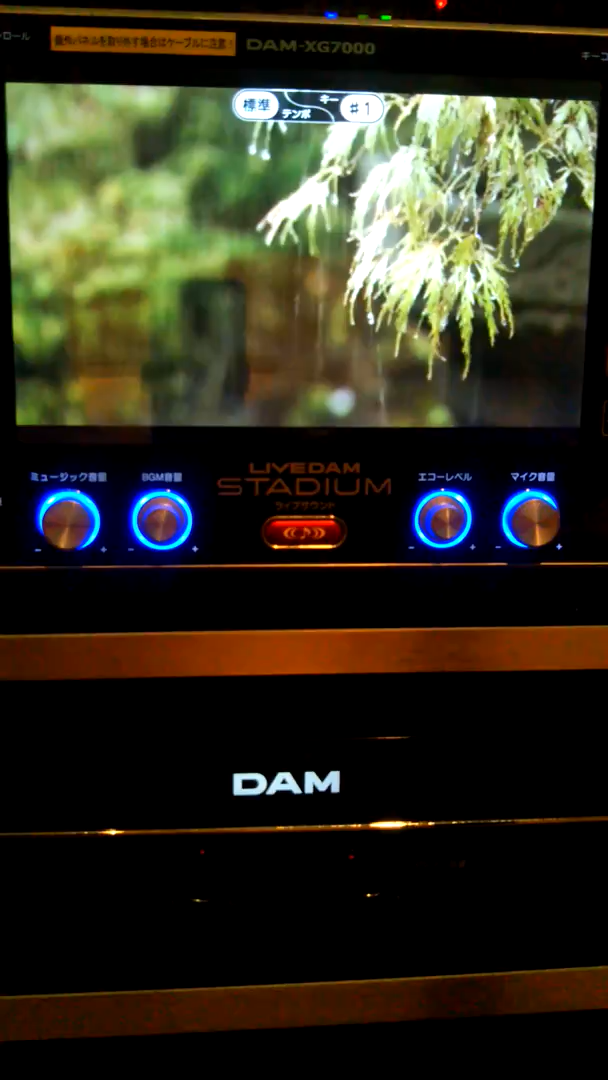 ロール
操作パネルを取り外す場合はケーブルに注意！
DAM-XG7000
キーコ
標準
テンポ
キー
♯1
ミュージック音量
BGM音量
LIVE DAM
STADIUM
ライブサウンド
エコーレベル
マイク音量
- +
- +
- +
- +
DAM